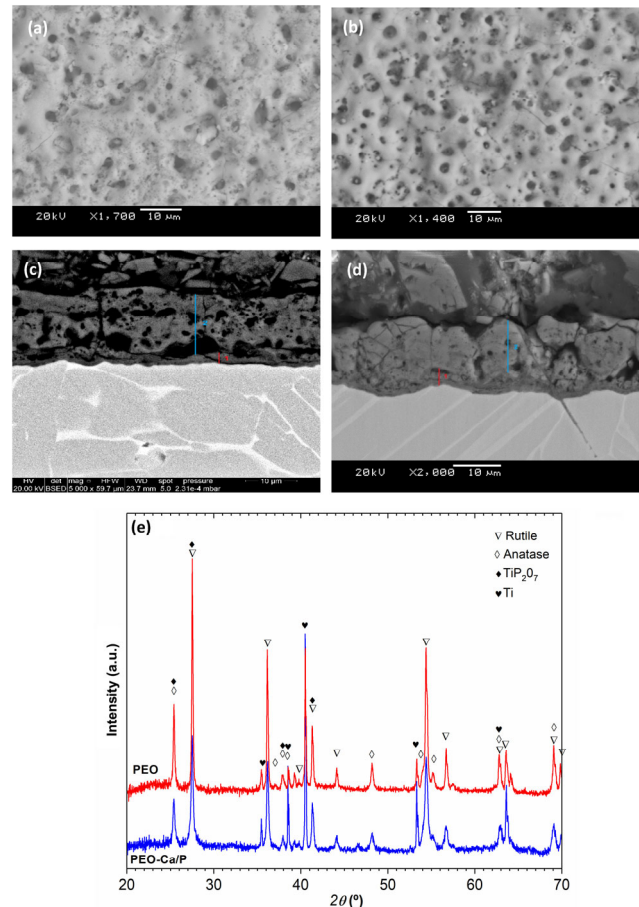 (a)
20kV X1,700 10 µm
(b)
20kV X1,400 10 µm
(c)
HV det mag HFW WD spot pressure
20.00 kV BSED 5 000 x 59.7 µm 23.7 mm 5.0 2.31e-4 mbar 10 µm
(d)
20kV X2,000 10 µm
(e)
▽ Rutile
◊ Anatase
♦ TiP₂0₇
♥ Ti
Intensity (a.u.)
PEO
PEO-Ca/P
20 30 40 50 60 70
2θ (º)